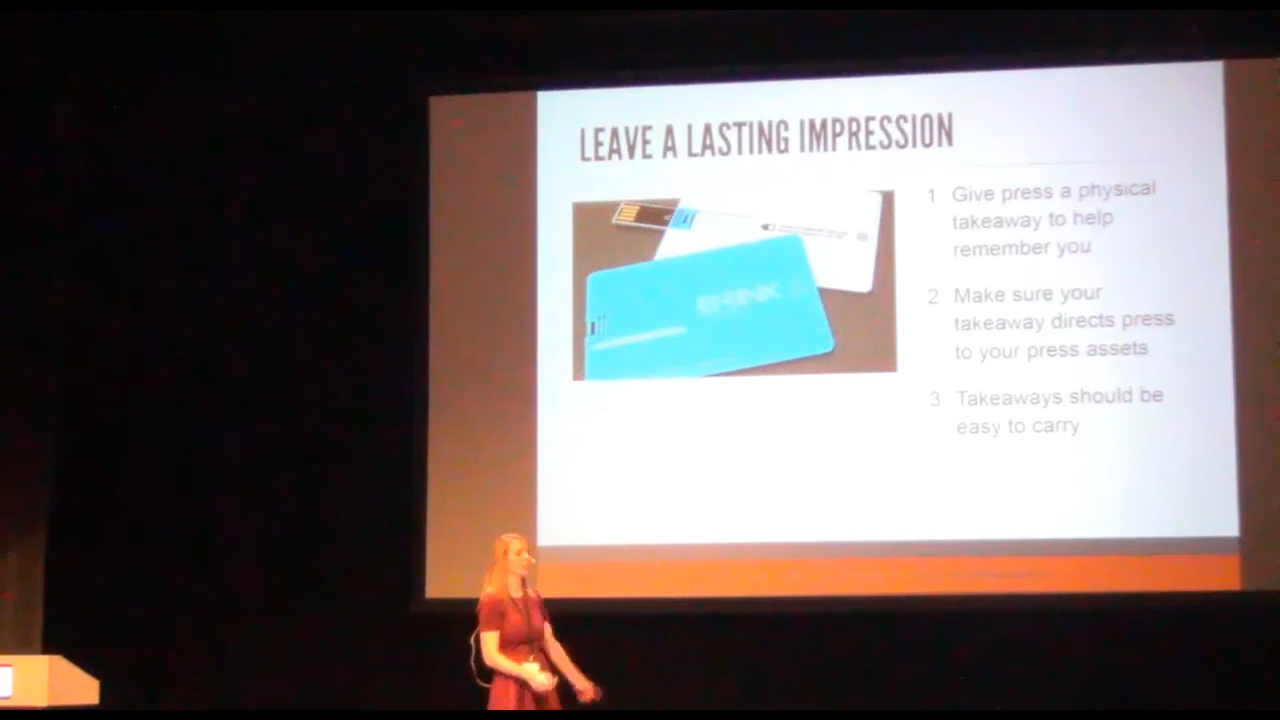 LEAVE A LASTING IMPRESSION
1 Give press a physical
takeaway to help
remember you
2 Make sure your
takeaway directs press
to your press assets
3 Takeaways should be
easy to carry
BRINK